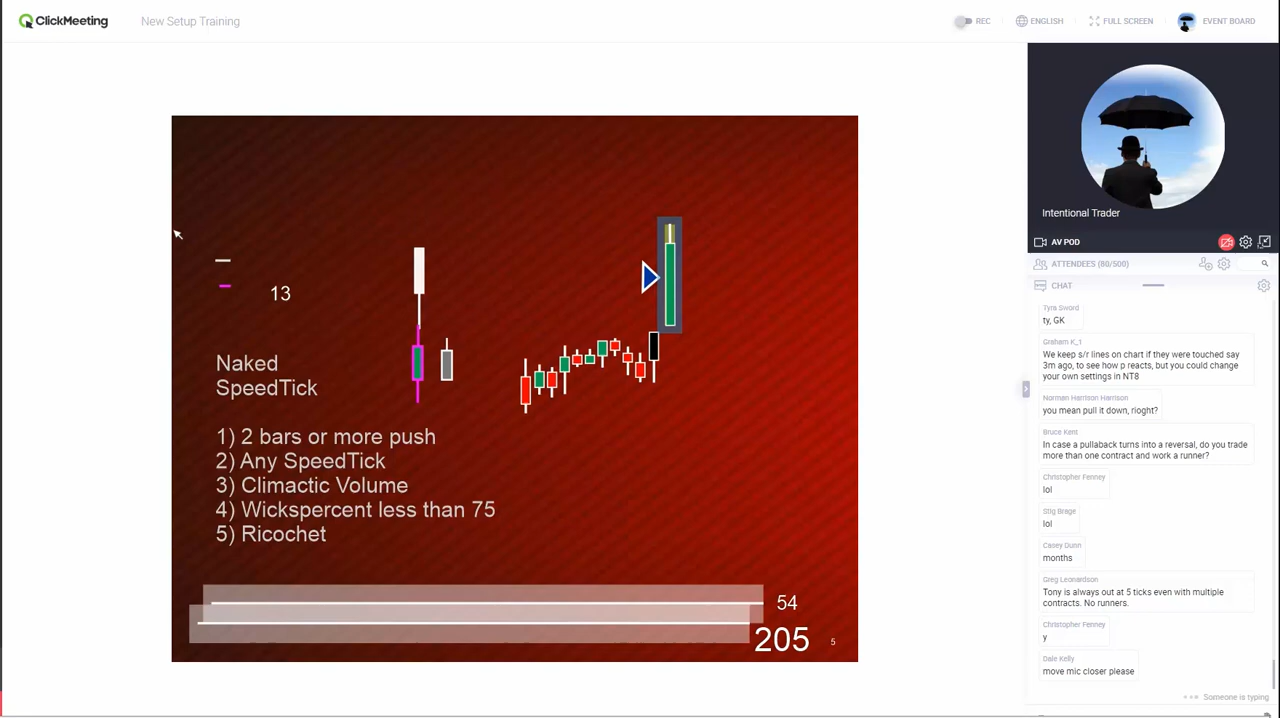 ClickMeeting
New Setup Training
REC
ENGLISH
FULL SCREEN
EVENT BOARD
13
Naked
SpeedTick
1) 2 bars or more push
2) Any SpeedTick
3) Climactic Volume
4) Wickspercent less than 75
5) Ricochet
54
205
5
Intentional Trader
AV POD
ATTENDEES (80/500)
CHAT
Tyra Sword
ty, GK
Graham K_1
We keep s/r lines on chart if they were touched say
3m ago, to see how p reacts, but you could change
your own settings in NT8
Norman Harrison Harrison
you mean pull it down, rioght?
Bruce Kent
In case a pullaback turns into a reversal, do you trade
more than one contract and work a runner?
Christopher Fenney
lol
Stig Brage
lol
Casey Dunn
months
Greg Leonardson
Tony is always out at 5 ticks even with multiple
contracts. No runners.
Christopher Fenney
y
Dale Kelly
move mic closer please
Someone is typing